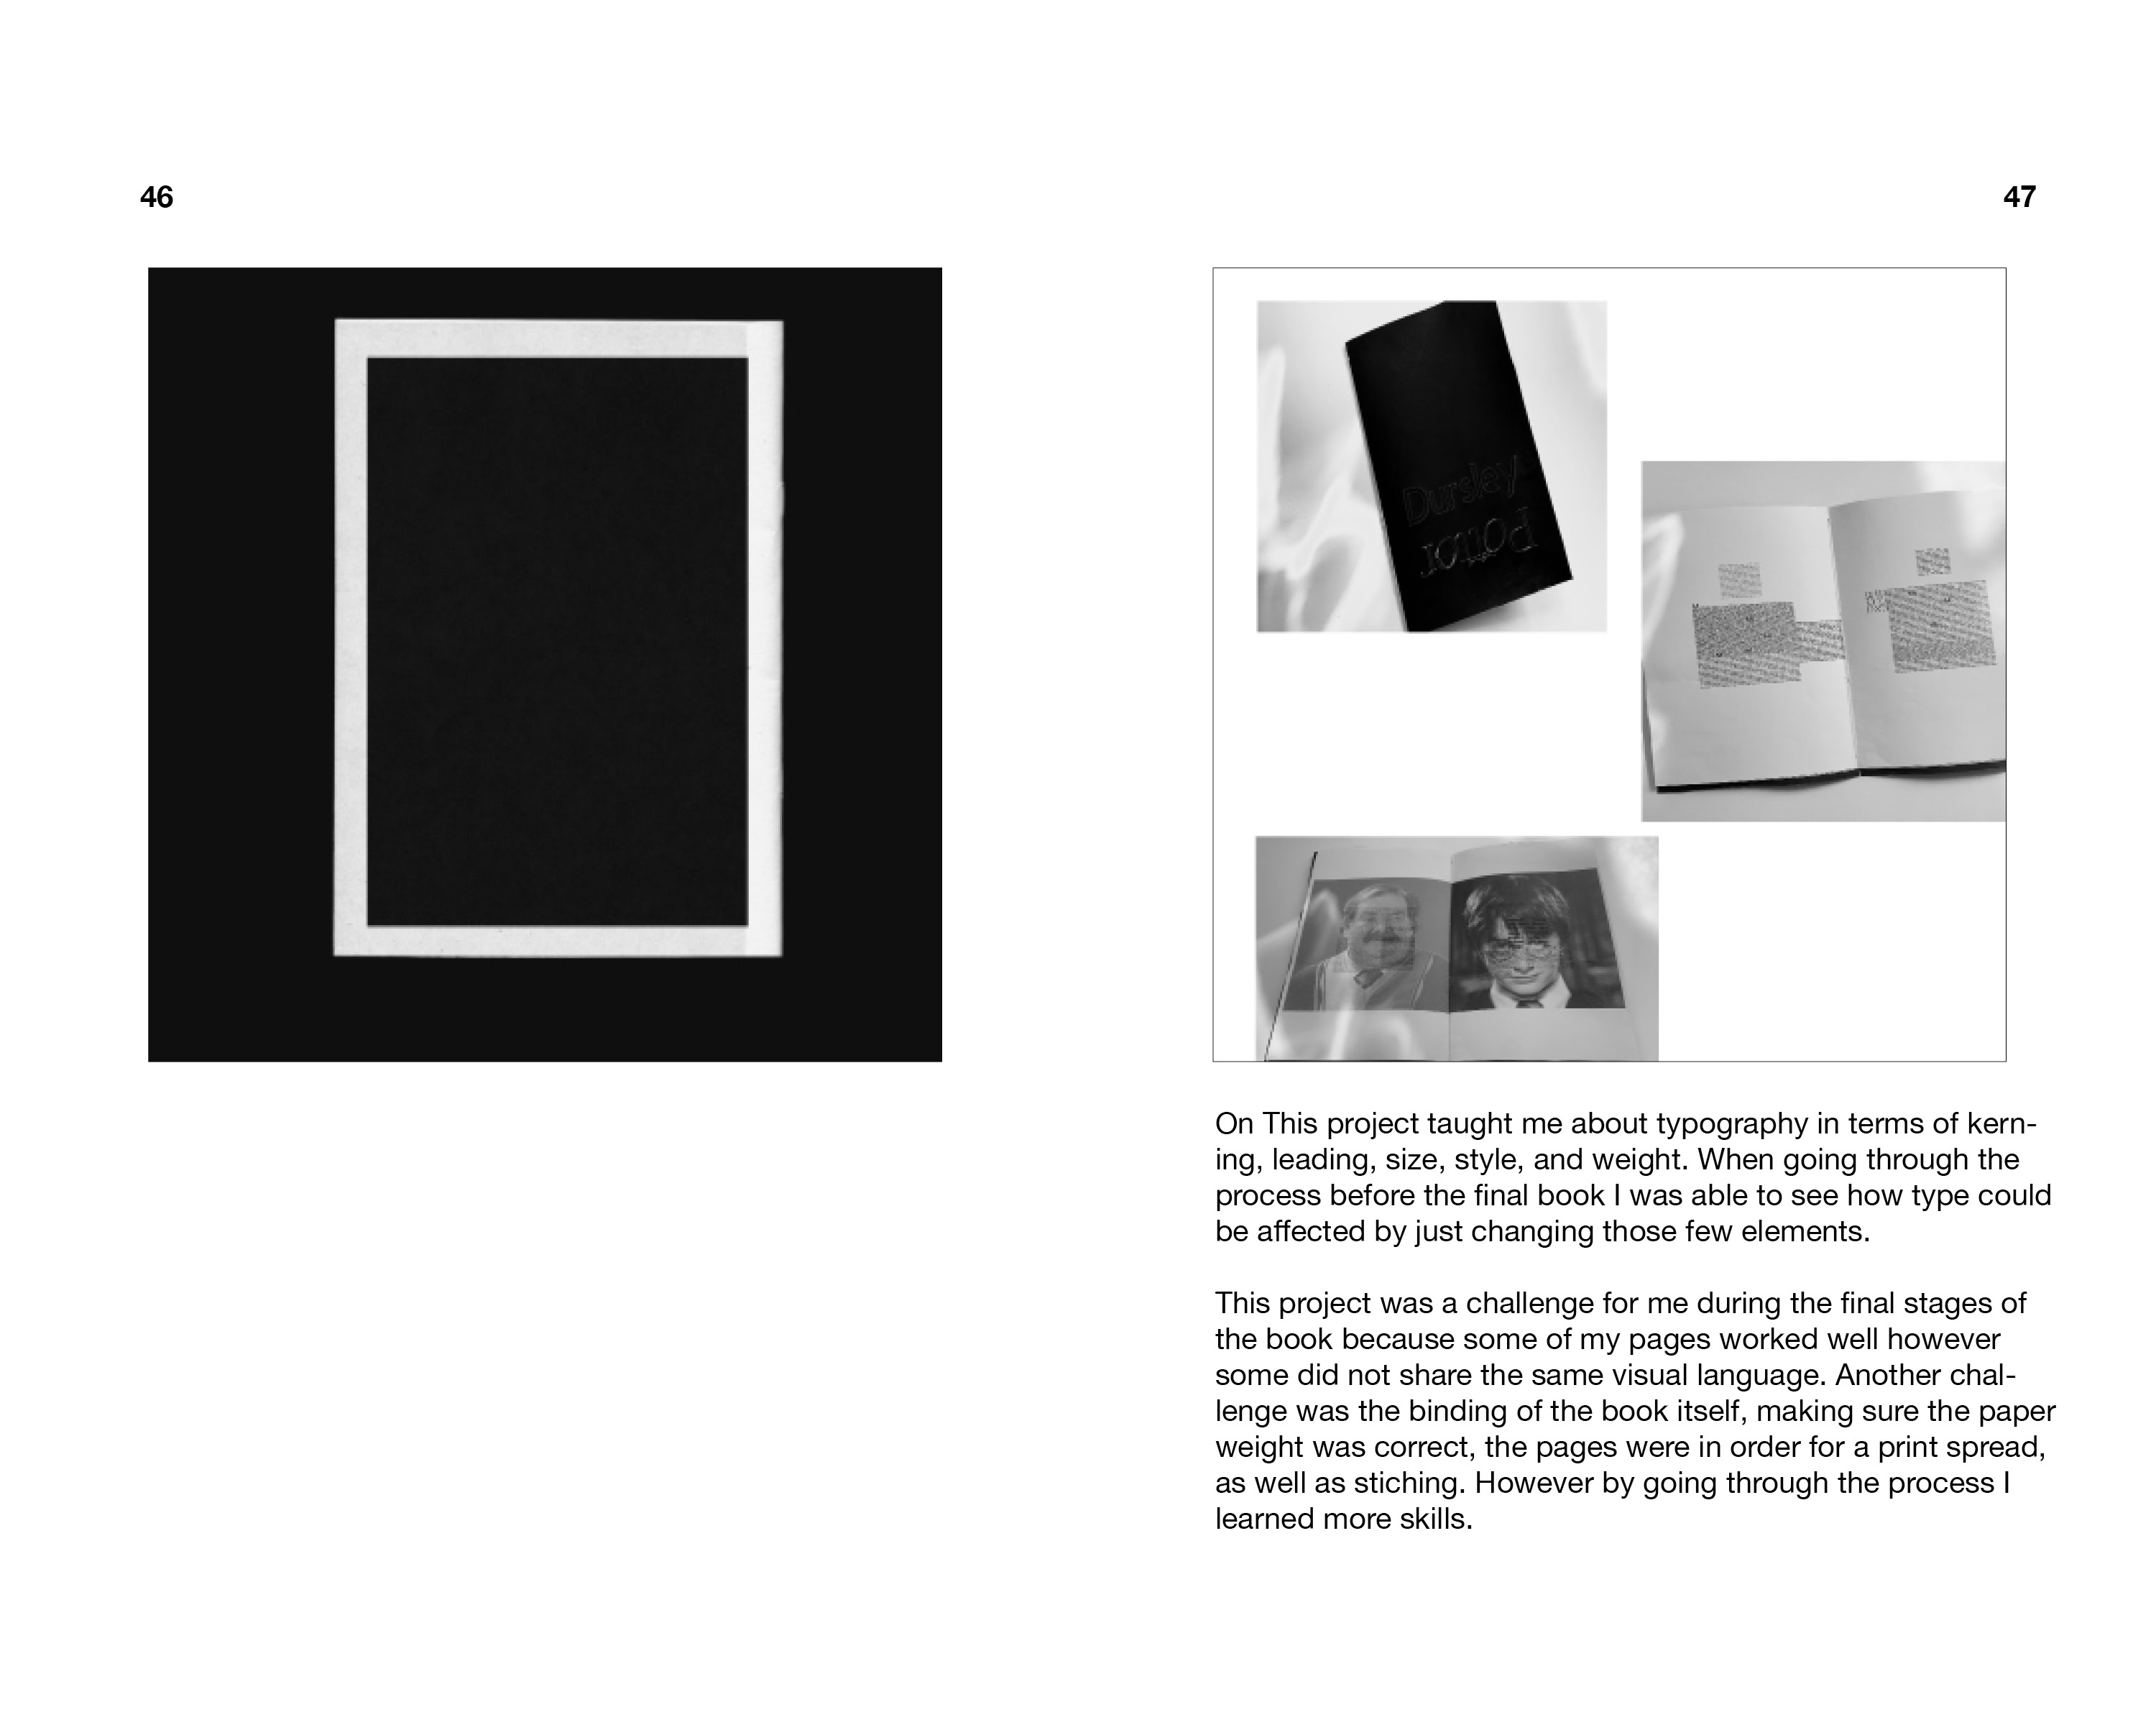 46
47
Dursley
Potter
On This project taught me about typography in terms of kern-
ing, leading, size, style, and weight. When going through the
process before the final book I was able to see how type could
be affected by just changing those few elements.
This project was a challenge for me during the final stages of
the book because some of my pages worked well however
some did not share the same visual language. Another chal-
lenge was the binding of the book itself, making sure the paper
weight was correct, the pages were in order for a print spread,
as well as stiching. However by going through the process I
learned more skills.